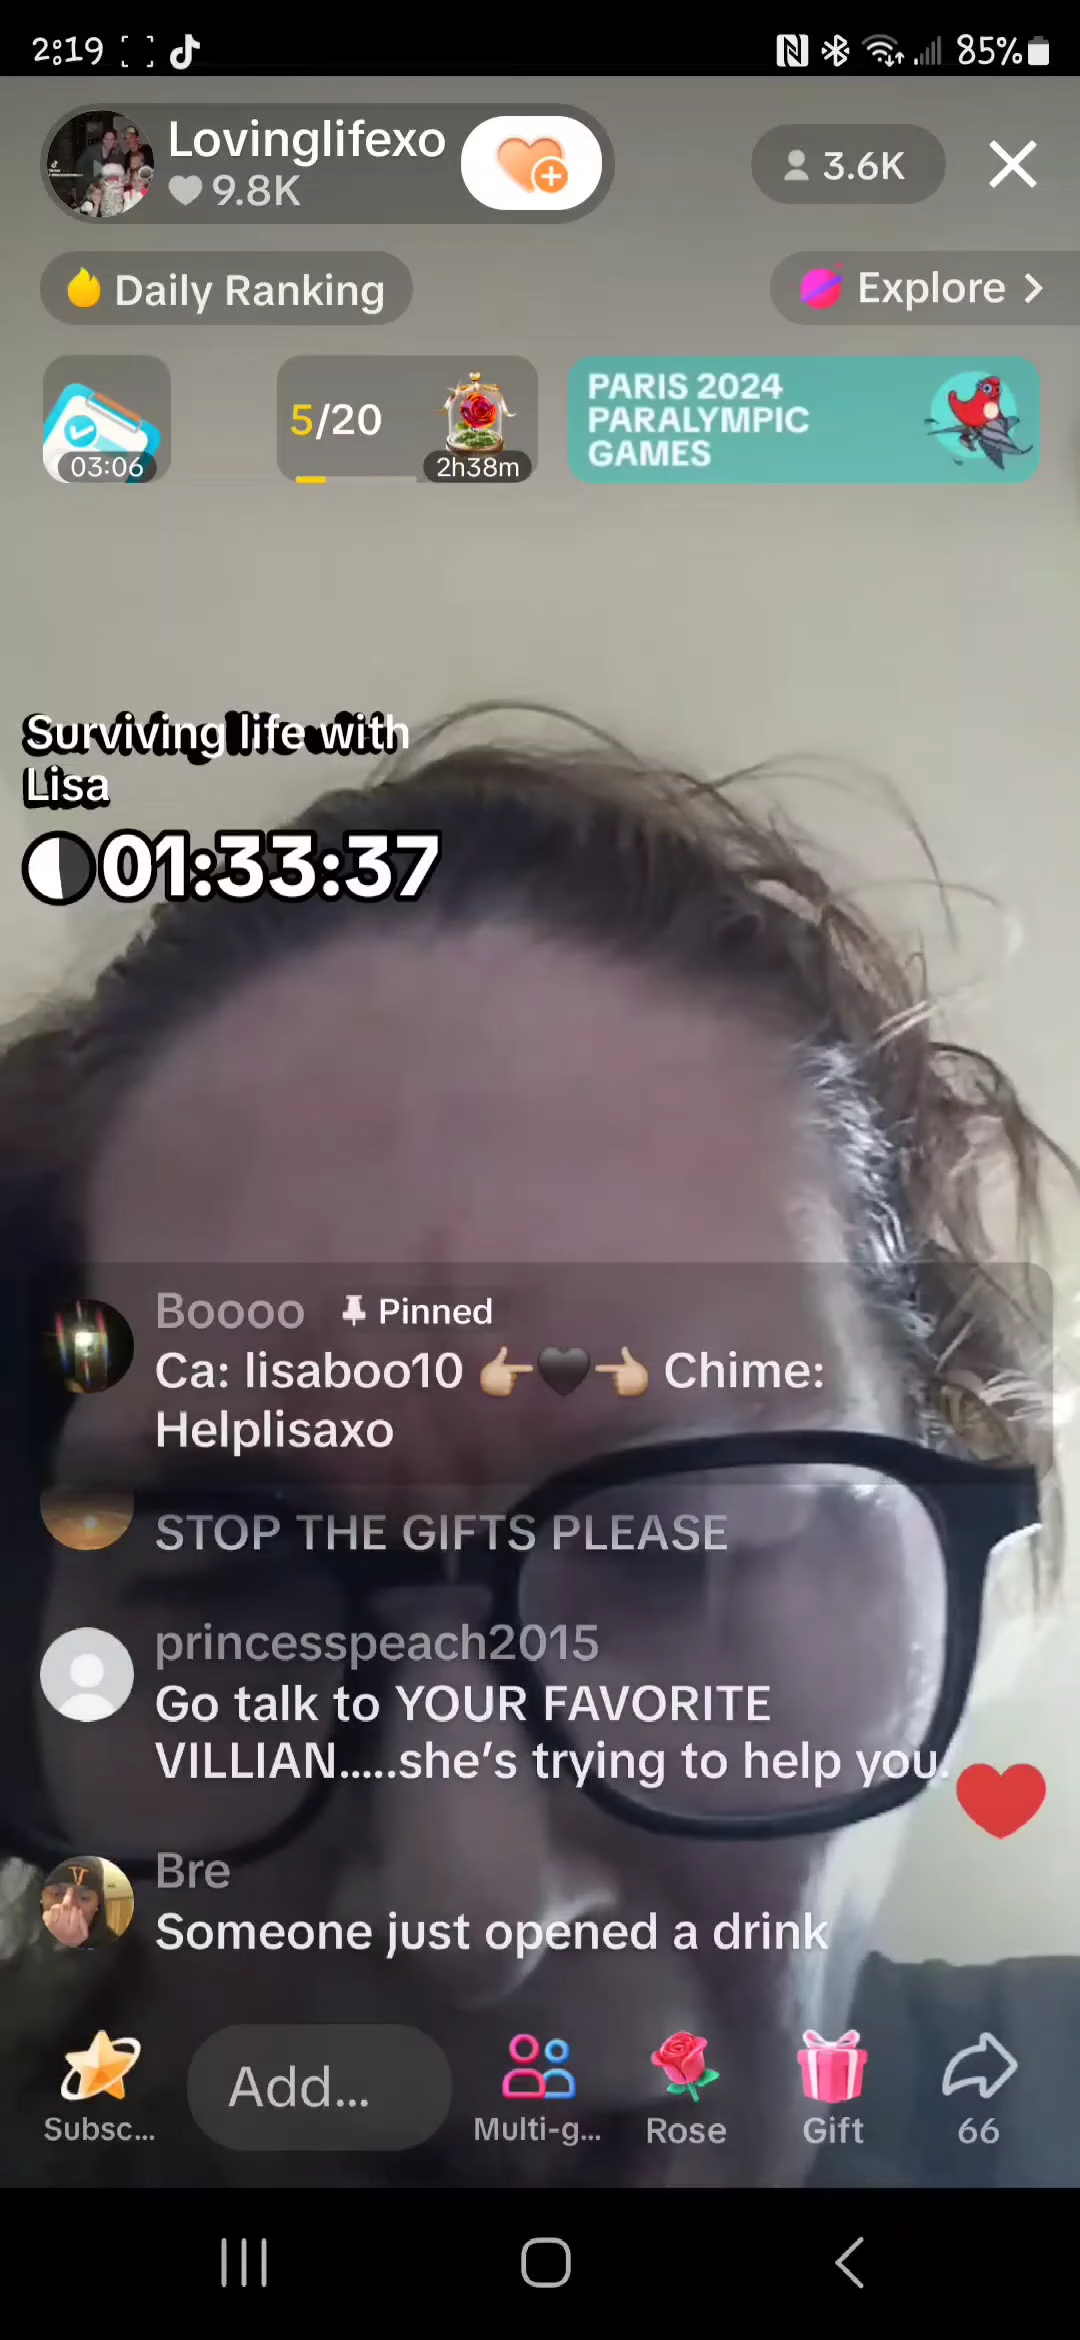 2:19
85%
Lovinglifexo
9.8K
3.6K
Daily Ranking
Explore >
03:06
5/20
2h38m
PARIS 2024
PARALYMPIC
GAMES
Surviving life with
Lisa
01:33:37
Boooo Pinned
Ca: lisaboo10 👉🖤👈 Chime:
Helplisaxo
STOP THE GIFTS PLEASE
princesspeach2015
Go talk to YOUR FAVORITE
VILLIAN.....she's trying to help you.
Bre
Someone just opened a drink
Subsc...
Add...
Multi-g...
Rose
Gift
66